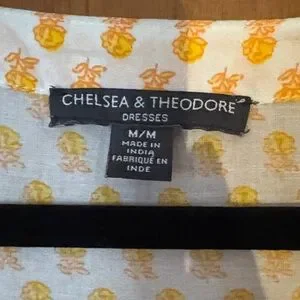 CHELSEA & THEODORE
DRESSES
M/M
MADE IN
INDIA
FABRIQUÉ EN
INDE